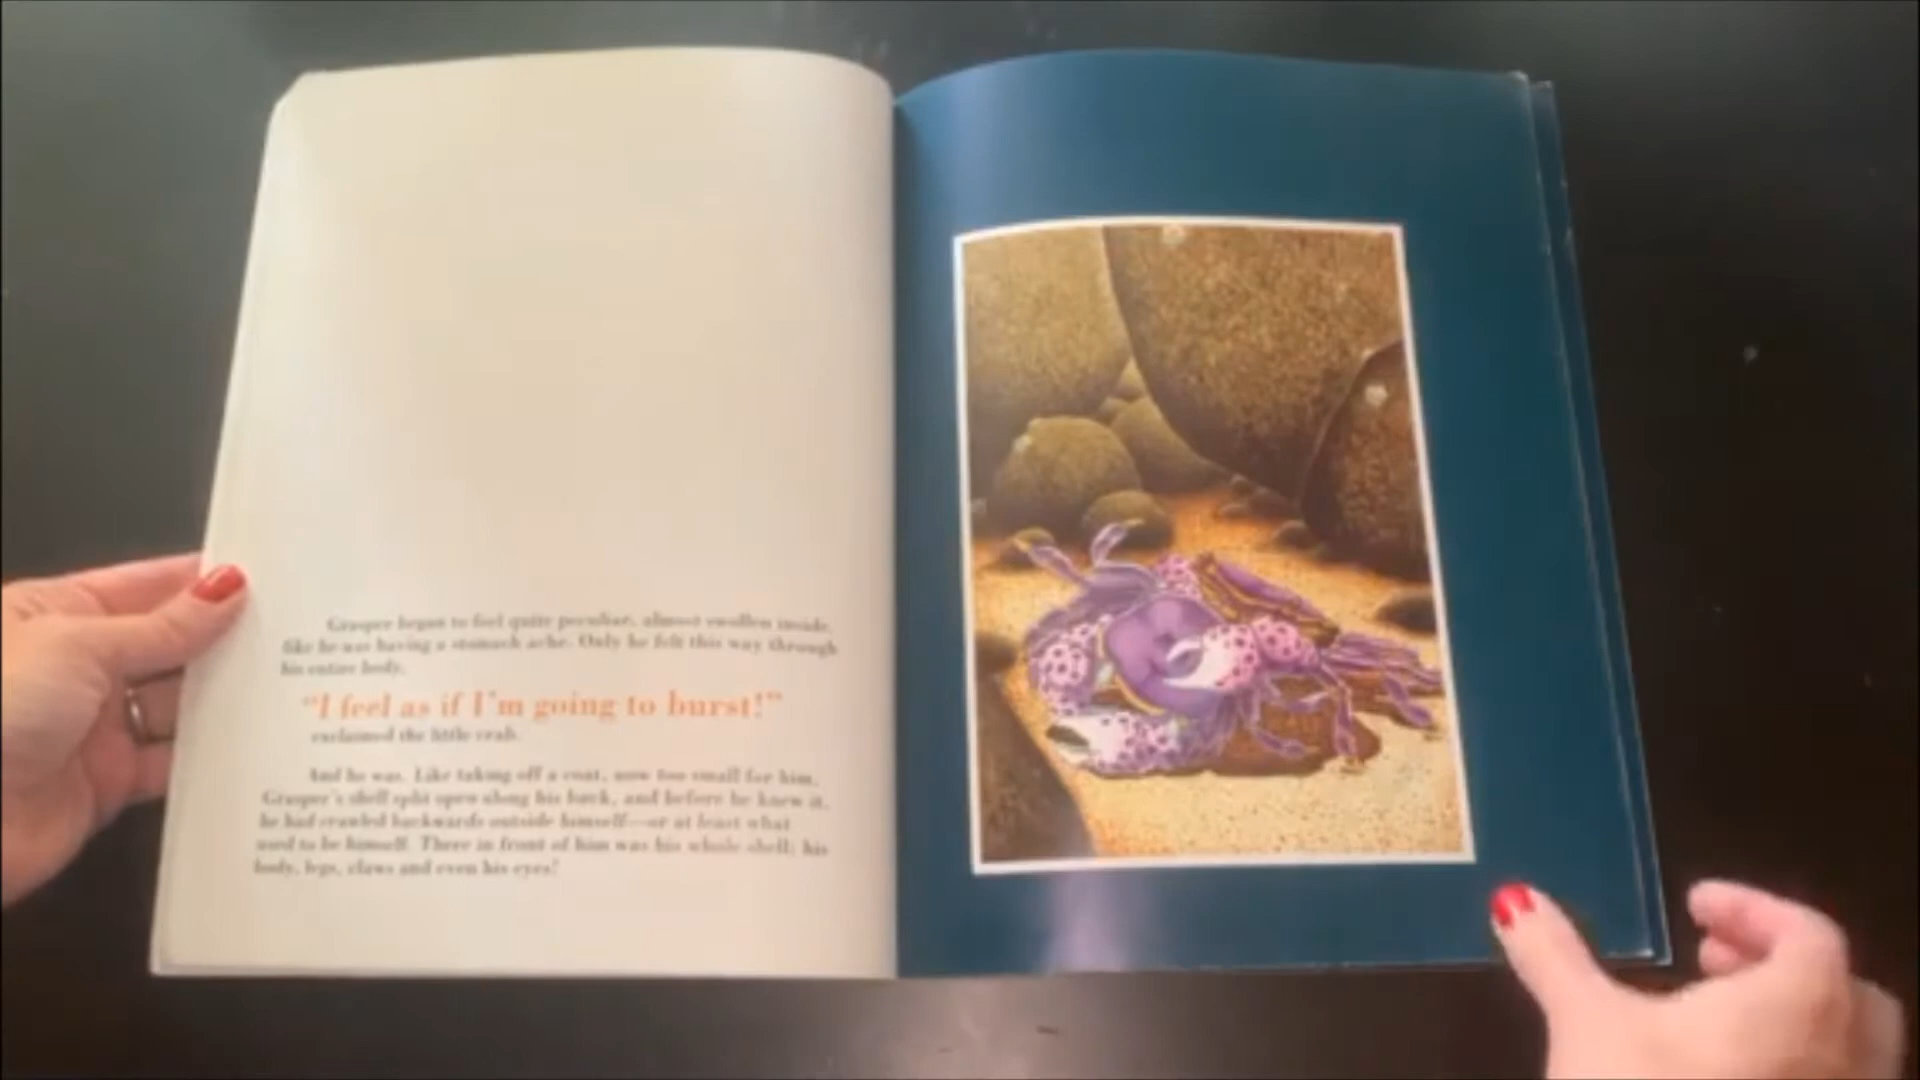 Grasper began to feel quite peculiar, almost swollen inside,
like he was having a stomach ache. Only he felt this way through
his entire body.
"I feel as if I'm going to burst!"
exclaimed the little crab.
And he was. Like taking off a coat, now too small for him,
Grasper's shell split open along his back, and before he knew it,
he had crawled backwards outside himself—or at least what
used to be himself. There in front of him was his whole shell; his
body, legs, claws and even his eyes!